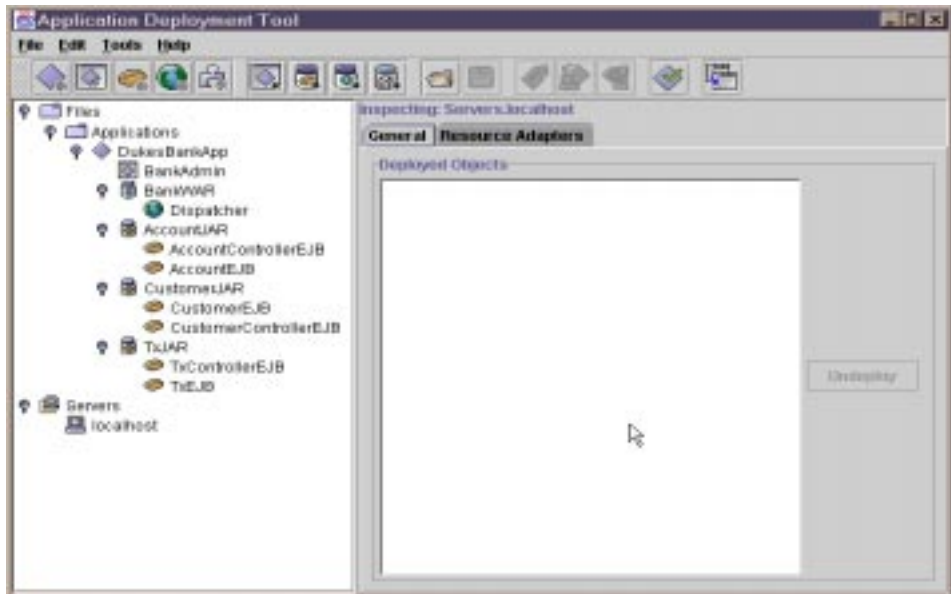 Application Deployment Tool
File Edit Tools Help
Files
Applications
DukesBankApp
BankAdmin
BankWAR
Dispatcher
AccountJAR
AccountControllerEJB
AccountEJB
CustomerJAR
CustomerEJB
CustomerControllerEJB
TxJAR
TxControllerEJB
TxEJB
Servers
localhost
Inspecting: Servers.localhost
General Resource Adapters
Deployed Objects
Undeploy